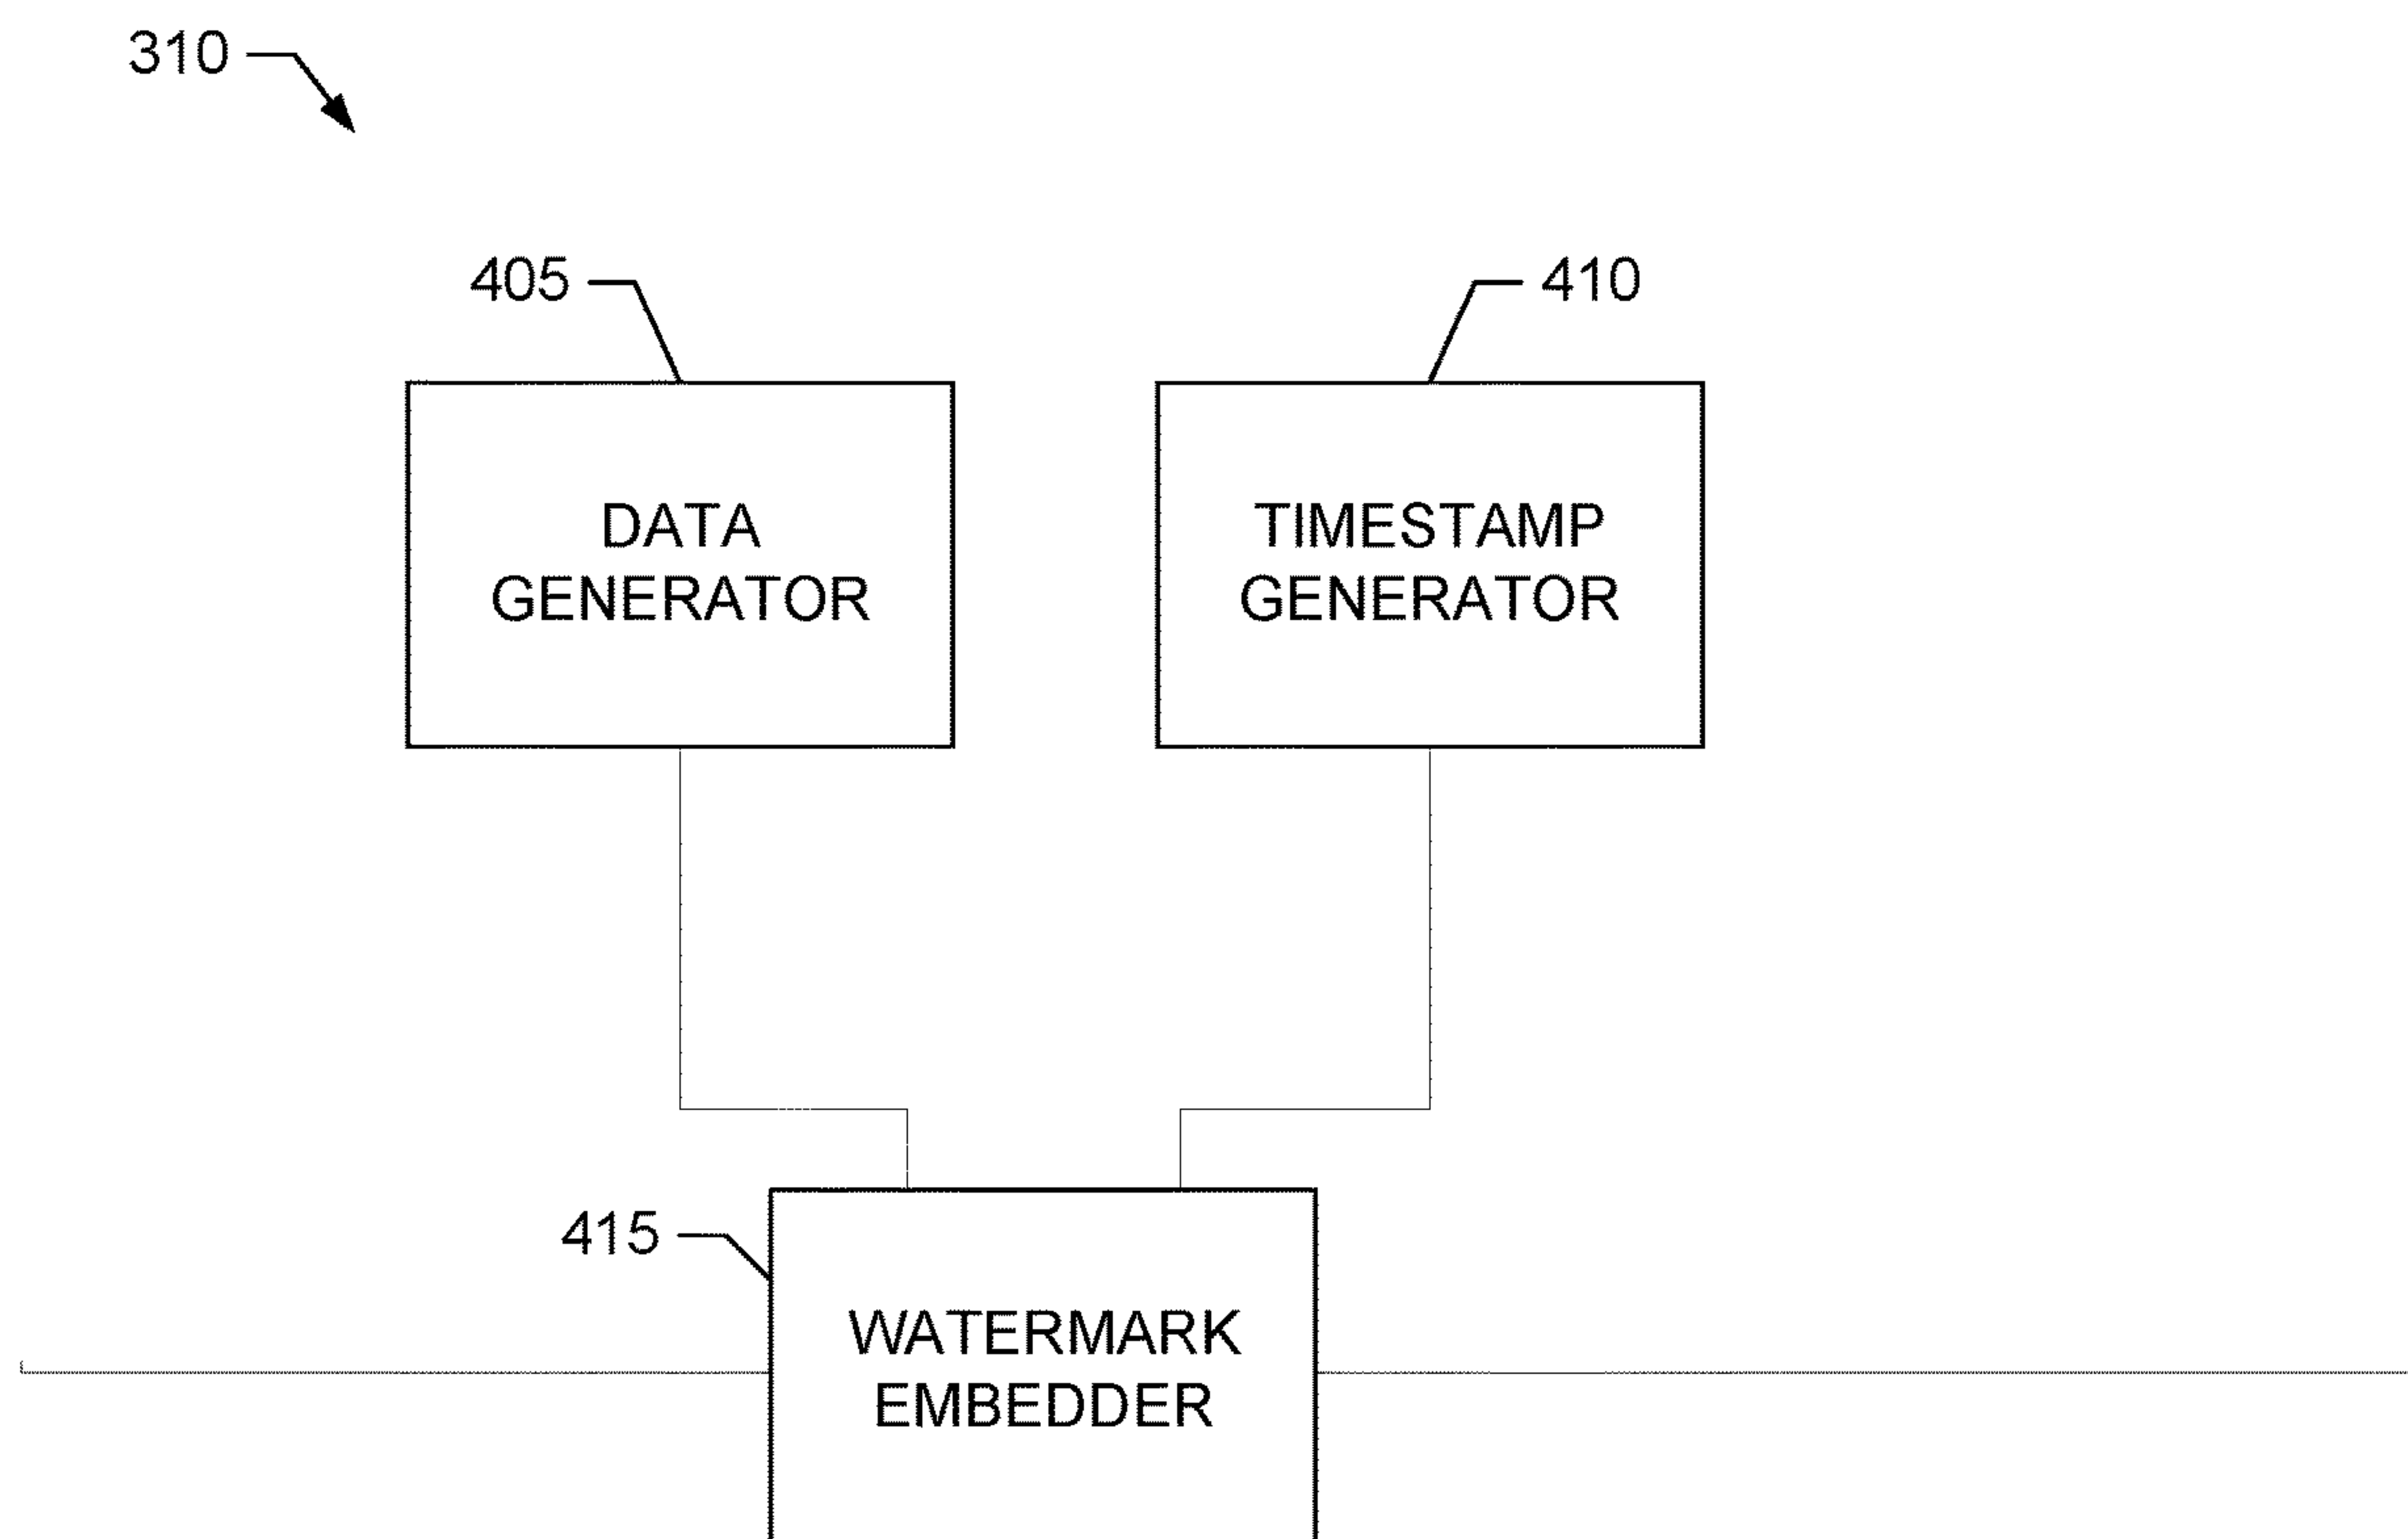 310
405
410
DATA
GENERATOR
TIMESTAMP
GENERATOR
415
WATERMARK
EMBEDDER